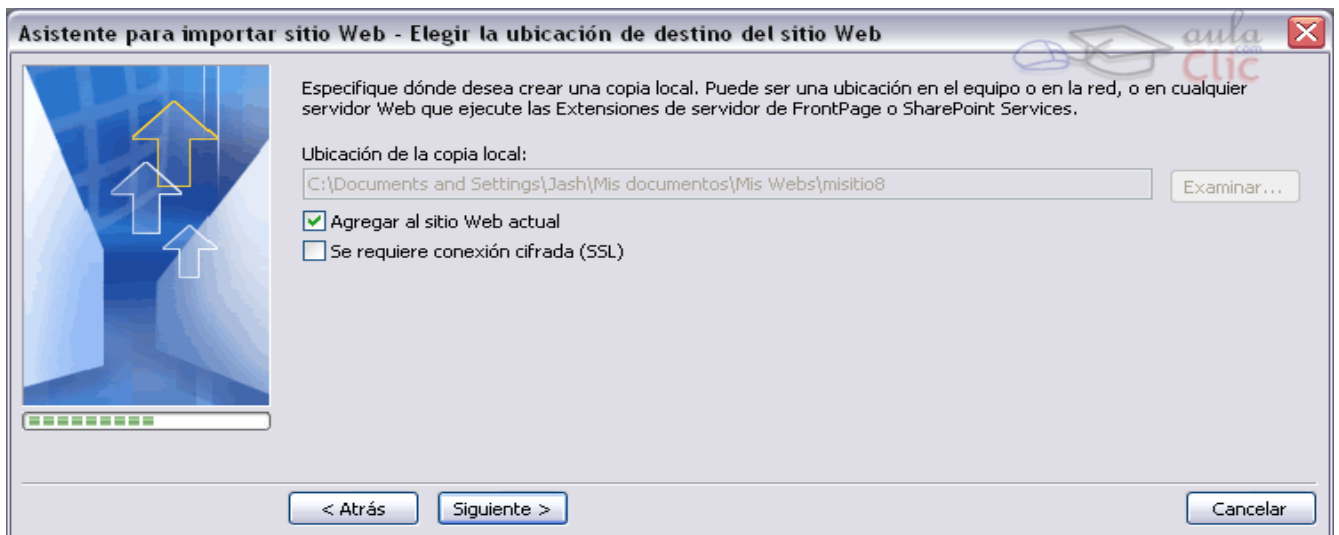 Asistente para importar sitio Web - Elegir la ubicación de destino del sitio Web
aula
.com
Clic
Especifique dónde desea crear una copia local. Puede ser una ubicación en el equipo o en la red, o en cualquier
servidor Web que ejecute las Extensiones de servidor de FrontPage o SharePoint Services.
Ubicación de la copia local:
C:\Documents and Settings\Jash\Mis documentos\Mis Webs\misitio8
Examinar...
Agregar al sitio Web actual
Se requiere conexión cifrada (SSL)
< Atrás
Siguiente >
Cancelar